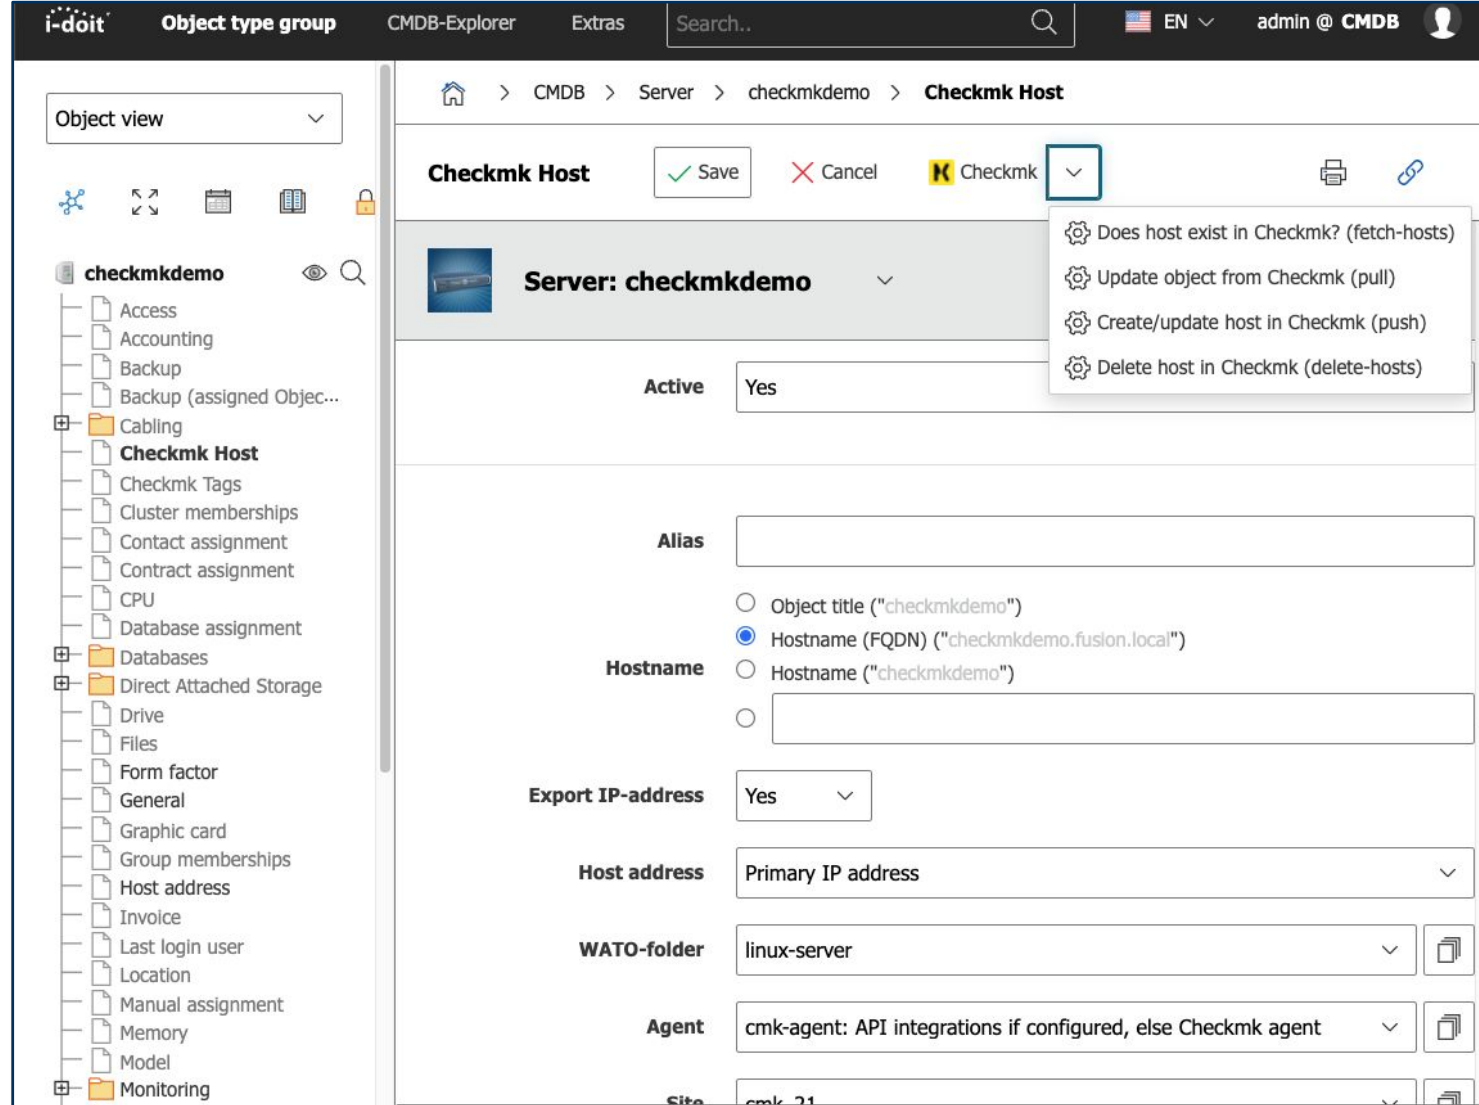 i-doit Object type group CMDB-Explorer Extras Search.. EN admin @ CMDB
Object view
checkmkdemo
Access
Accounting
Backup
Backup (assigned Objec...
Cabling
Checkmk Host
Checkmk Tags
Cluster memberships
Contact assignment
Contract assignment
CPU
Database assignment
Databases
Direct Attached Storage
Drive
Files
Form factor
General
Graphic card
Group memberships
Host address
Invoice
Last login user
Location
Manual assignment
Memory
Model
Monitoring
> CMDB > Server > checkmkdemo > Checkmk Host
Checkmk Host Save Cancel Checkmk
Does host exist in Checkmk? (fetch-hosts)
Update object from Checkmk (pull)
Create/update host in Checkmk (push)
Delete host in Checkmk (delete-hosts)
Server: checkmkdemo
Active Yes
Alias
Hostname
Object title ("checkmkdemo")
Hostname (FQDN) ("checkmkdemo.fusion.local")
Hostname ("checkmkdemo")
Export IP-address Yes
Host address Primary IP address
WATO-folder linux-server
Agent cmk-agent: API integrations if configured, else Checkmk agent
Site cmk_21